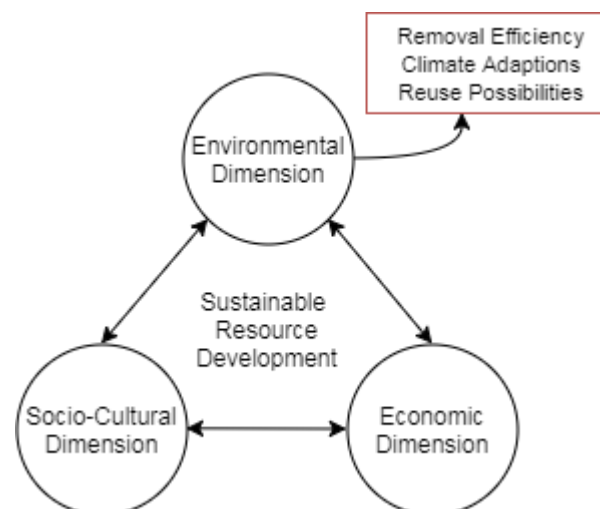 Removal Efficiency
Climate Adaptions
Reuse Possibilities
Environmental
Dimension
Sustainable
Resource
Development
Socio-Cultural
Dimension
Economic
Dimension